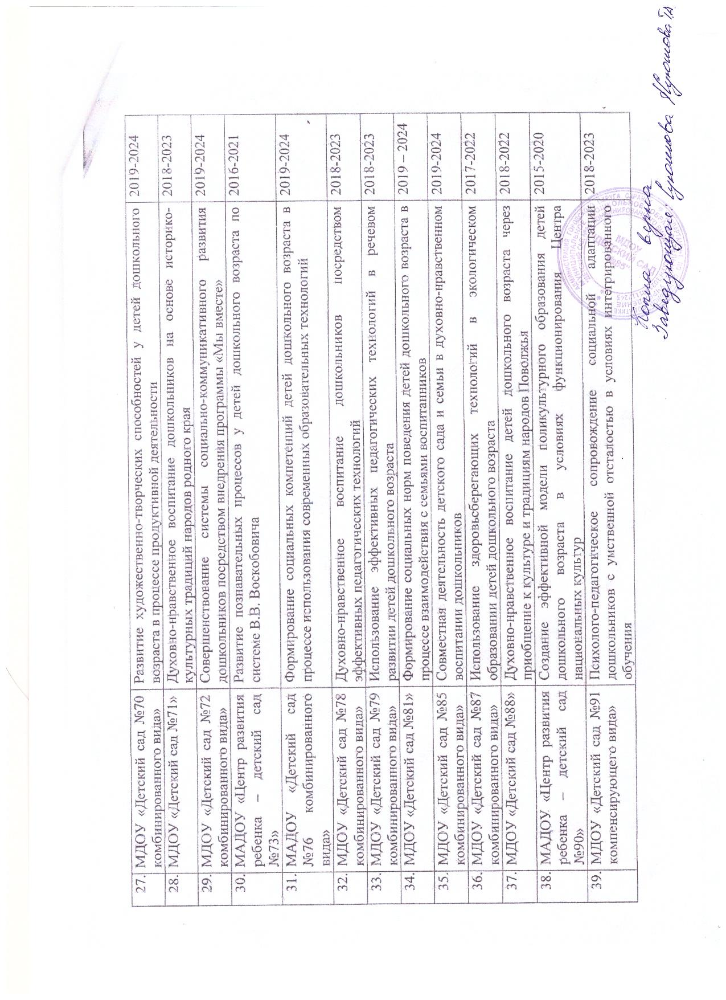 27. МДОУ «Детский сад №70 Развитие художественно-творческих способностей у детей дошкольного 2019-2024
комбинированного вида» возраста в процессе продуктивной деятельности
28. МДОУ «Детский сад №71» Духовно-нравственное воспитание дошкольников на основе историко- 2018-2023
культурных традиций народов родного края
29. МДОУ «Детский сад №72 Совершенствование системы социально-коммуникативного развития 2019-2024
комбинированного вида» дошкольников посредством внедрения программы «Мы вместе»
30. МАДОУ «Центр развития Развитие познавательных процессов у детей дошкольного возраста по 2016-2021
ребенка – детский сад системе В.В. Воскобовича
№73»
31. МАДОУ «Детский сад Формирование социальных компетенций детей дошкольного возраста в 2019-2024
№76 комбинированного процессе использования современных образовательных технологий
вида»
32. МДОУ «Детский сад №78 Духовно-нравственное воспитание дошкольников посредством 2018-2023
комбинированного вида» эффективных педагогических технологий
33. МДОУ «Детский сад №79 Использование эффективных педагогических технологий в речевом 2018-2023
комбинированного вида» развитии детей дошкольного возраста
34. МДОУ «Детский сад №81» Формирование социальных норм поведения детей дошкольного возраста в 2019 – 2024
процессе взаимодействия с семьями воспитанников
35. МДОУ «Детский сад №85 Совместная деятельность детского сада и семьи в духовно-нравственном 2019-2024
комбинированного вида» воспитании дошкольников
36. МДОУ «Детский сад №87 Использование здоровьсберегающих технологий в экологическом 2017-2022
комбинированного вида» образовании детей дошкольного возраста
37. МДОУ «Детский сад №88» Духовно-нравственное воспитание детей дошкольного возраста через 2018-2022
приобщение к культуре и традициям народов Поволжья
38. МАДОУ «Центр развития Создание эффективной модели поликультурного образования детей 2015-2020
ребенка – детский сад дошкольного возраста в условиях функционирования Центра
№90» национальных культур
39. МДОУ «Детский сад №91 Психолого-педагогическое сопровождение социальной адаптации 2018-2023
компенсирующего вида» дошкольников с умственной отсталостью в условиях интегрированного
обучения
МДОУ
ДЕТСКИЙ САД
Копия верна
Заведующая: